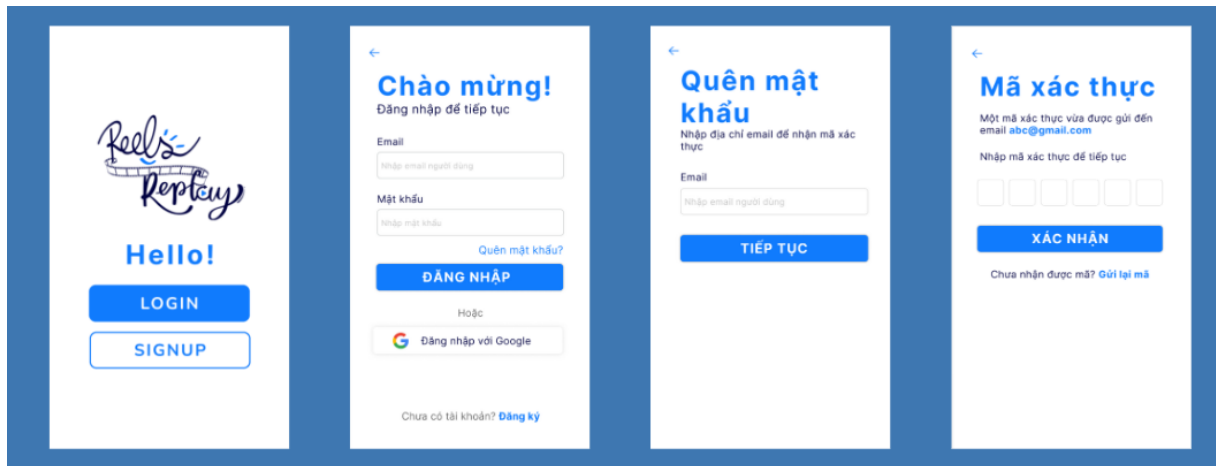 Reels
Replay
Hello!
LOGIN
SIGNUP
←
Chào mừng!
Đăng nhập để tiếp tục
Email
Nhập email người dùng
Mật khẩu
Nhập mật khẩu
Quên mật khẩu?
ĐĂNG NHẬP
Hoặc
Đăng nhập với Google
Chưa có tài khoản? Đăng ký
←
Quên mật
khẩu
Nhập địa chỉ email để nhận mã xác
thực
Email
Nhập email người dùng
TIẾP TỤC
←
Mã xác thực
Một mã xác thực vừa được gửi đến
email abc@gmail.com
Nhập mã xác thực để tiếp tục
XÁC NHẬN
Chưa nhận được mã? Gửi lại mã